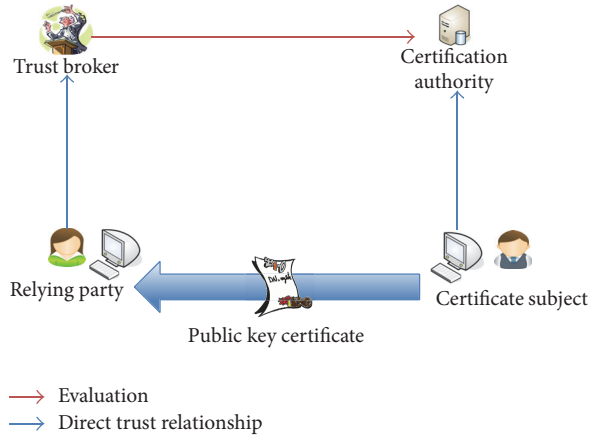 Trust broker
Certification
authority
Relying party
Certificate subject
Public key certificate
Evaluation
Direct trust relationship